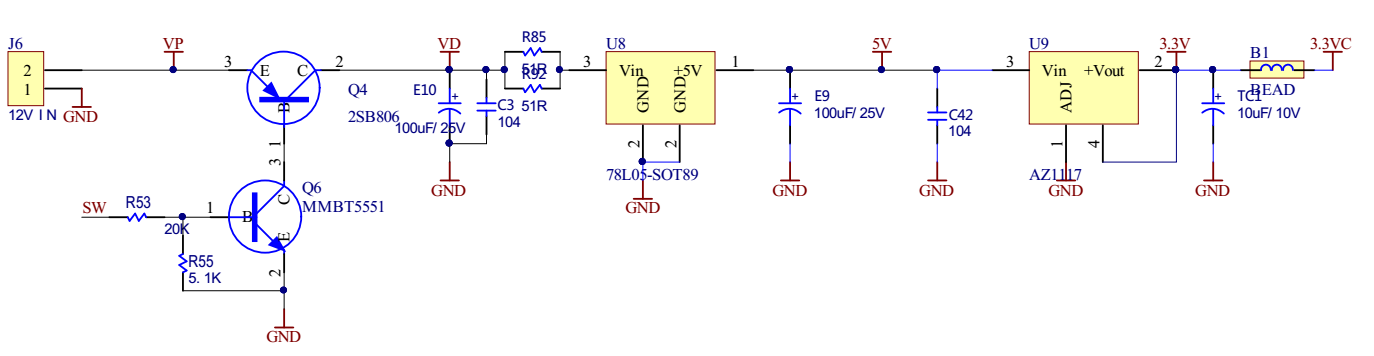 J6
2
1
12V IN
GND
VP
3
E
C
2
B
Q4
2SB806
1
3
C
Q6
MMBT5551
SW
R53
20K
1
B
E
2
R55
5.1K
GND
VD
E10
100uF/25V
C3
104
GND
R85
51R
R92
51R
3
U8
Vin
+5V
GND
GND
1
2
2
78L05-SOT89
GND
E9
100uF/25V
GND
5V
C42
104
GND
3
U9
Vin
+Vout
ADJ
2
1
4
AZ1117
GND
3.3V
TC1
10uF/10V
GND
B1
BEAD
3.3VC